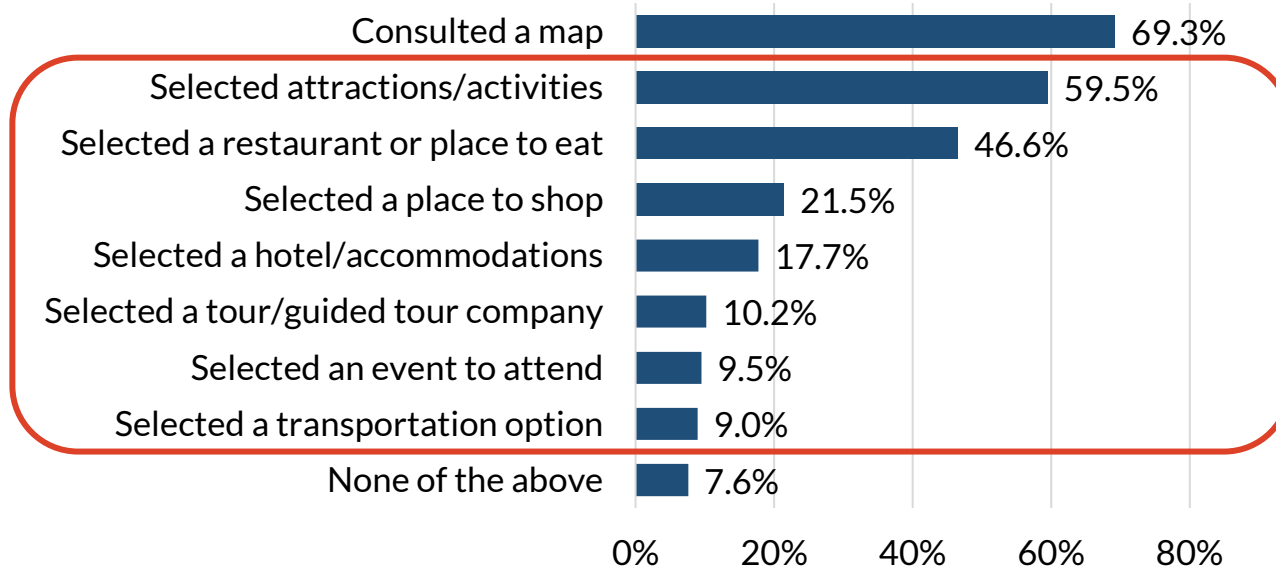 Consulted a map 69.3%
Selected attractions/activities 59.5%
Selected a restaurant or place to eat 46.6%
Selected a place to shop 21.5%
Selected a hotel/accommodations 17.7%
Selected a tour/guided tour company 10.2%
Selected an event to attend 9.5%
Selected a transportation option 9.0%
None of the above 7.6%
0% 20% 40% 60% 80%